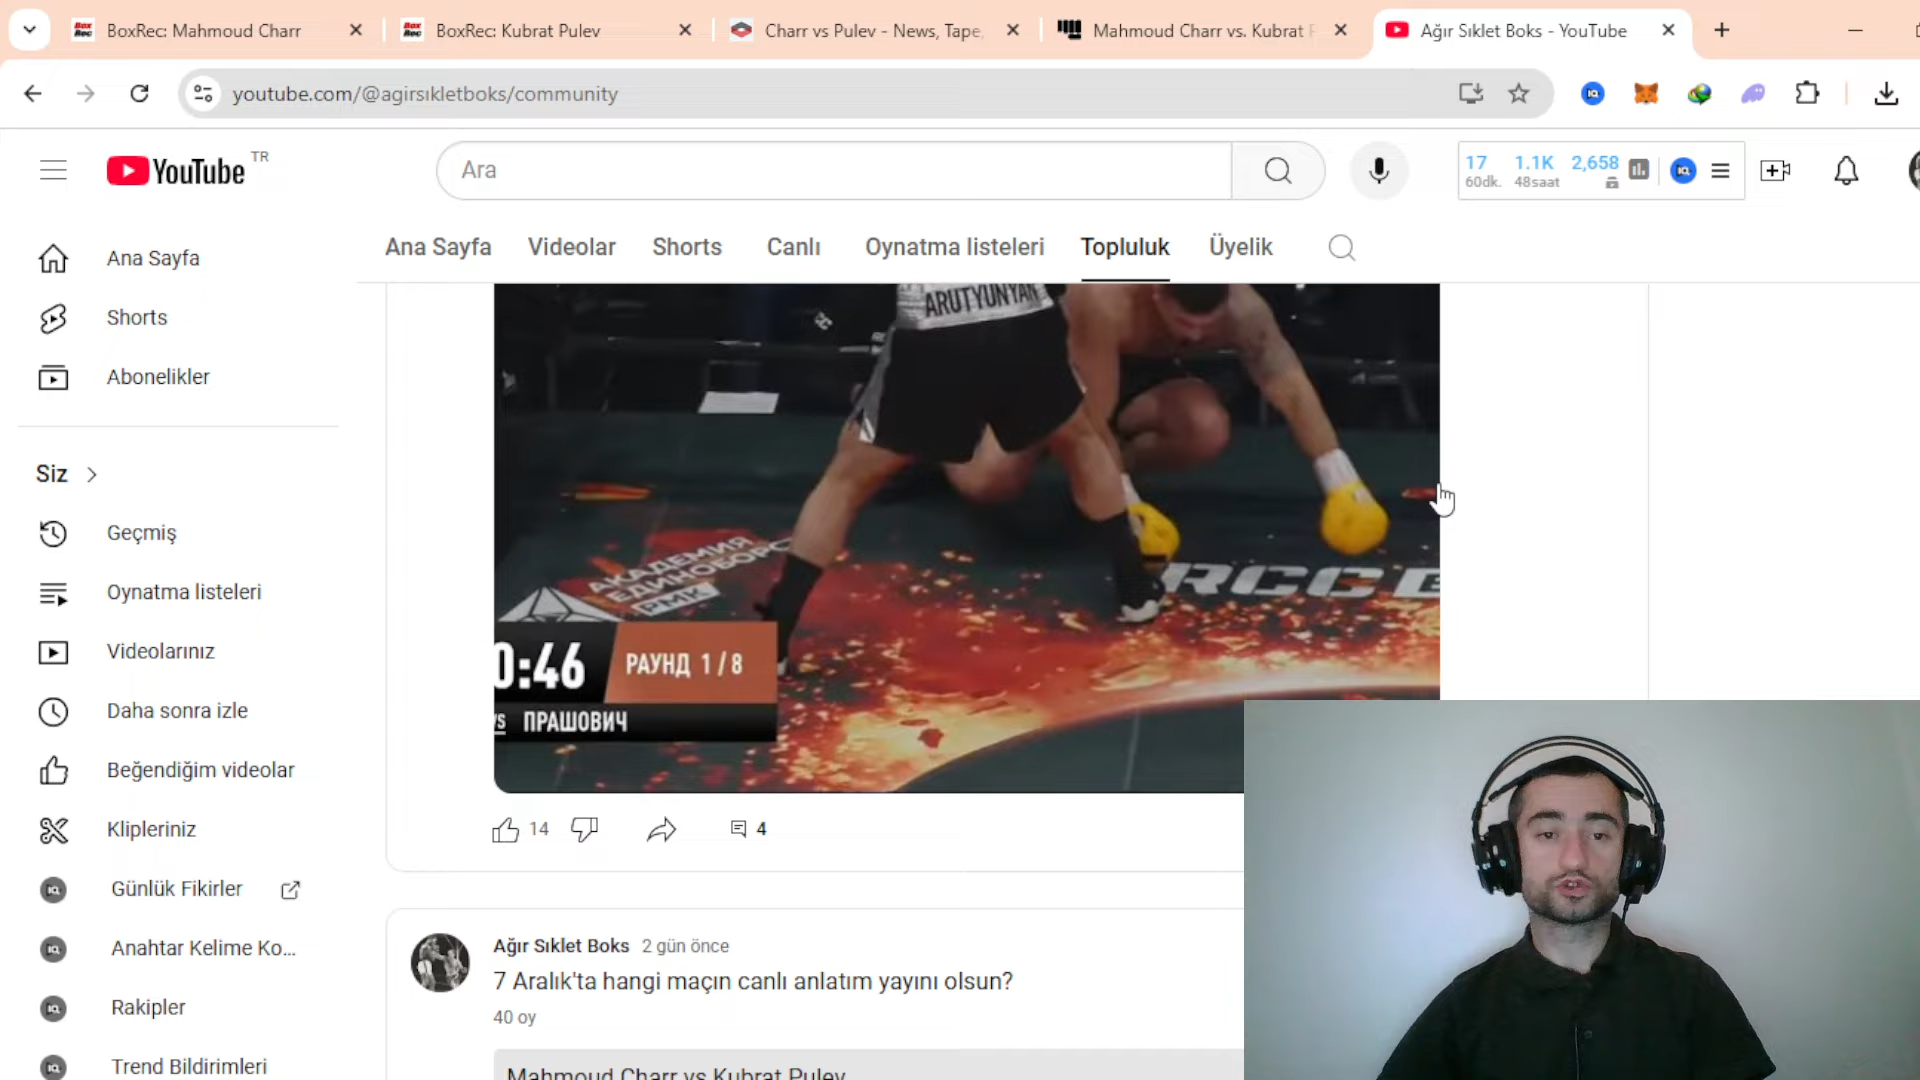 BoxRec: Mahmoud Charr
BoxRec: Kubrat Pulev
Charr vs Pulev - News, Tape,
Mahmoud Charr vs. Kubrat P
Ağır Sıklet Boks - YouTube
youtube.com/@agirsıkletboks/community
YouTube TR
Ara
17 1.1K 2,658
60dk. 48saat
Ana Sayfa Videolar Shorts Canlı Oynatma listeleri Topluluk Üyelik
Ana Sayfa
Shorts
Abonelikler
Siz
Geçmiş
Oynatma listeleri
Videolarınız
Daha sonra izle
Beğendiğim videolar
Klipleriniz
Günlük Fikirler
Anahtar Kelime Ko...
Rakipler
Trend Bildirimleri
ARUTYUNYAN
АКАДЕМИЯ
ЕДИНОБОРС
РМК
RCC B
0:46 РАУНД 1 / 8
vs ПРАШОВИЧ
14 4
Ağır Sıklet Boks 2 gün önce
7 Aralık'ta hangi maçın canlı anlatım yayını olsun?
40 oy
Mahmoud Charr vs Kubrat Pulev